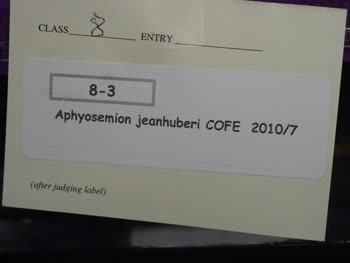 CLASS 8 ENTRY
8-3
Aphyosemion jeanhuberi COFE 2010/7
(after judging label)